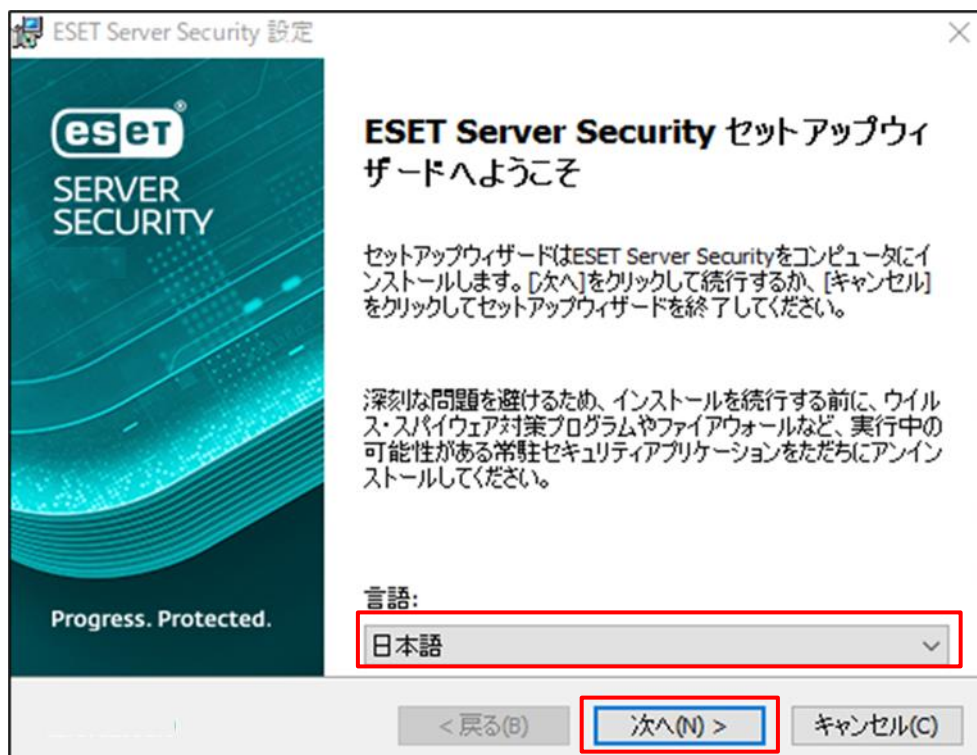 ESET Server Security 設定
eset®
SERVER
SECURITY
ESET Server Security セットアップウィ
ザードへようこそ
セットアップウィザードはESET Server Securityをコンピュータにイ
ンストールします。[次へ]をクリックして続行するか、[キャンセル]
をクリックしてセットアップウィザードを終了してください。
深刻な問題を避けるため、インストールを続行する前に、ウイル
ス・スパイウェア対策プログラムやファイアウォールなど、実行中の
可能性がある常駐セキュリティアプリケーションをただちにアンイン
ストールしてください。
Progress. Protected.
言語:
日本語
< 戻る(B)
次へ(N) >
キャンセル(C)